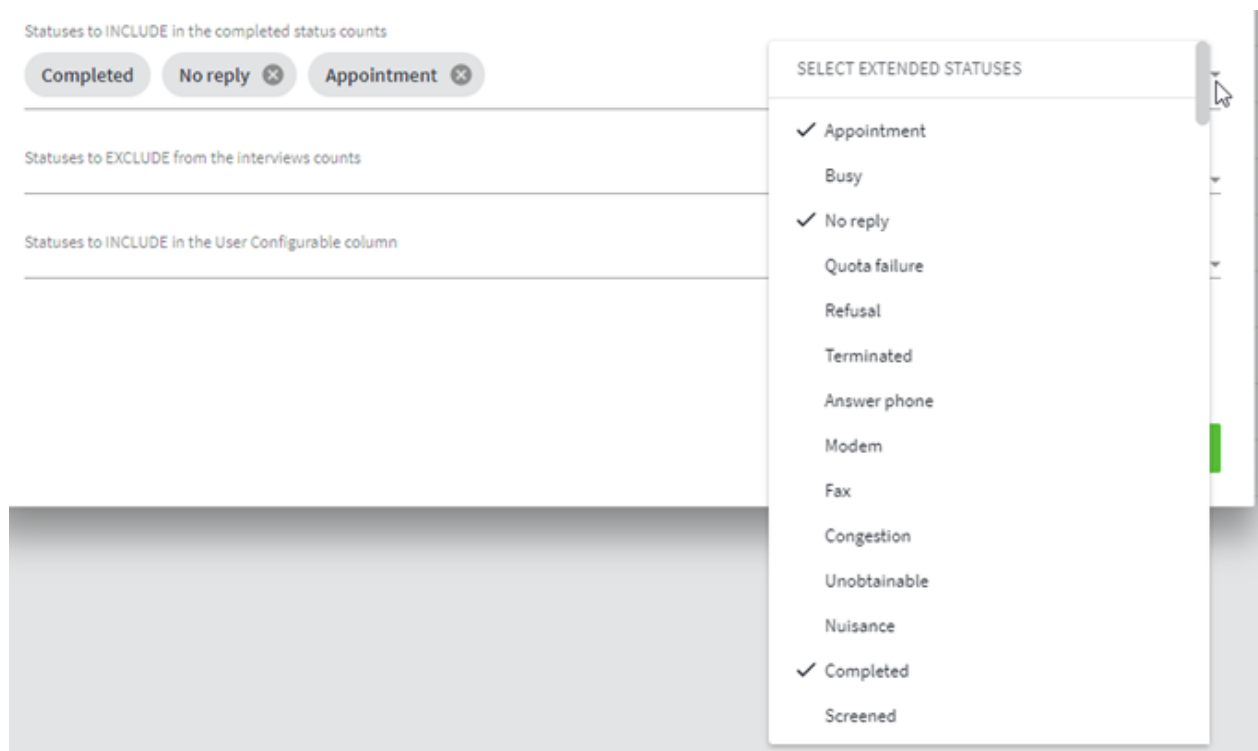 Statuses to INCLUDE in the completed status counts
Completed No reply Appointment
Statuses to EXCLUDE from the interviews counts
Statuses to INCLUDE in the User Configurable column
SELECT EXTENDED STATUSES
Appointment
Busy
No reply
Quota failure
Refusal
Terminated
Answer phone
Modem
Fax
Congestion
Unobtainable
Nuisance
Completed
Screened